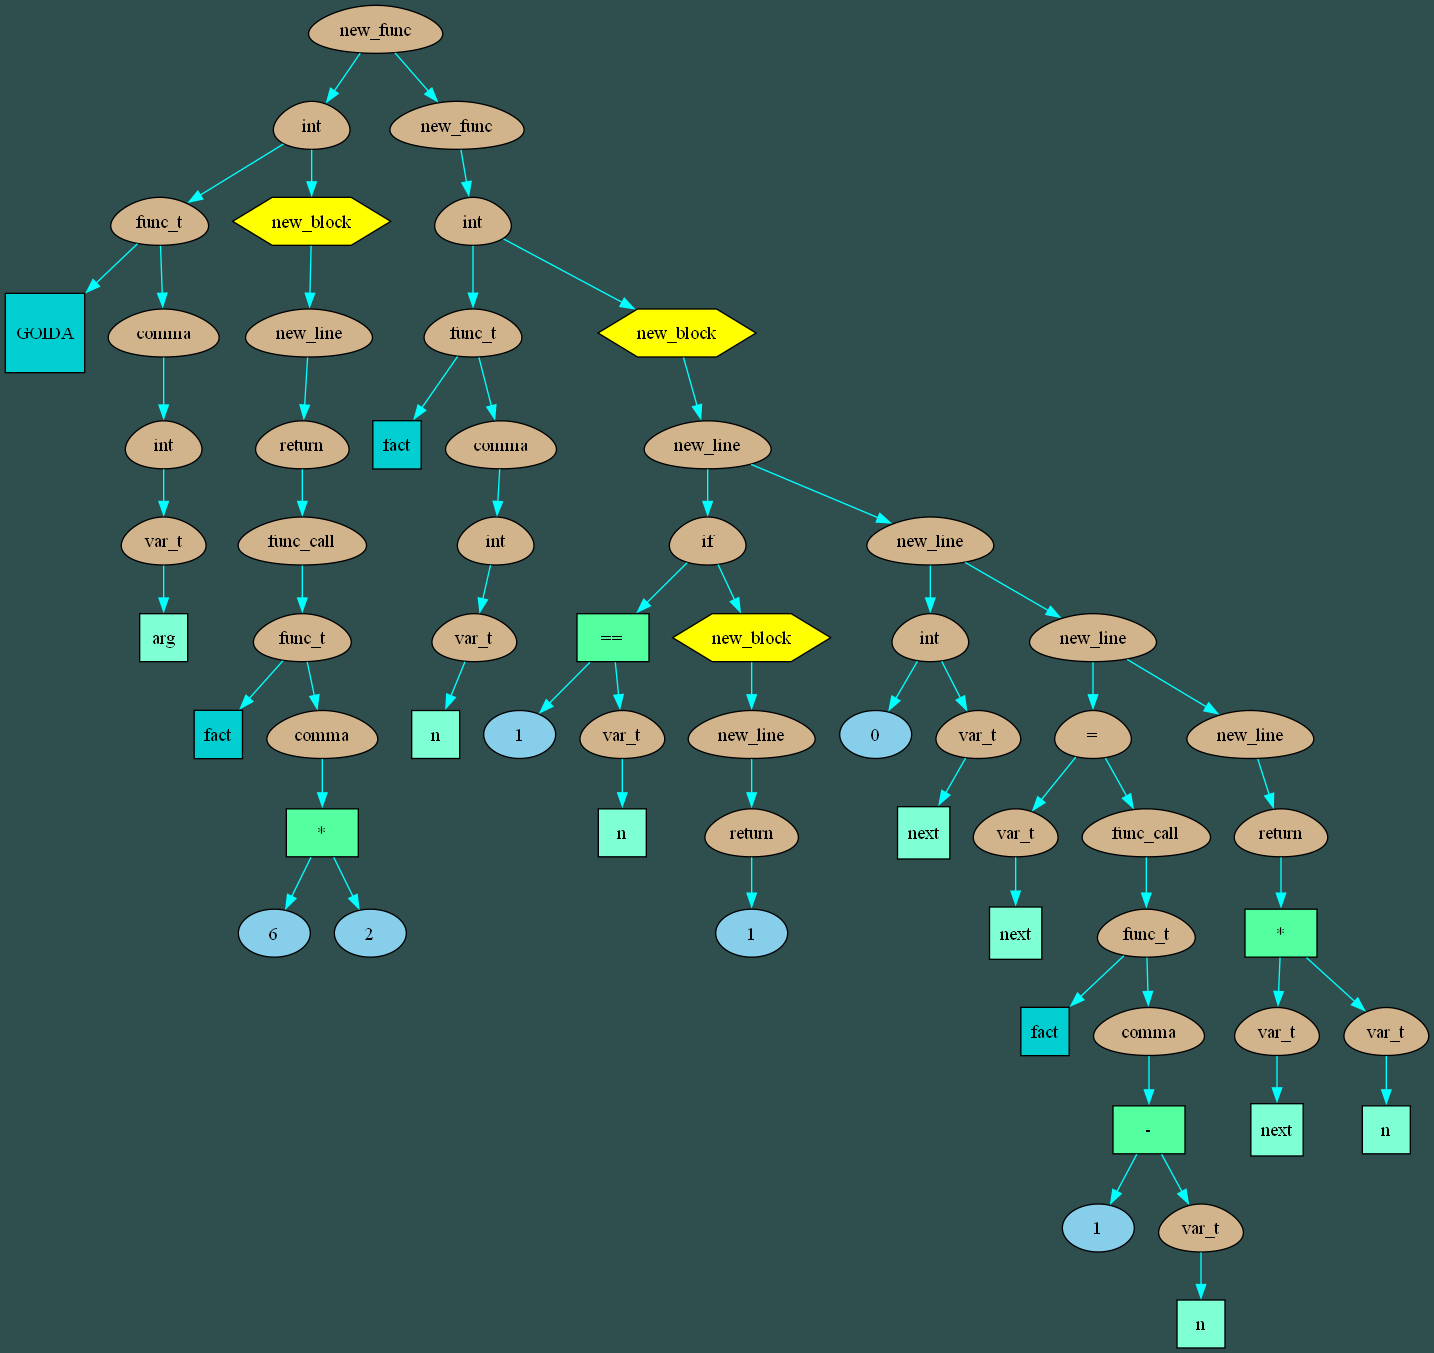 new_func
int
new_func
func_t
new_block
int
GOIDA
comma
new_line
func_t
new_block
int
return
fact
comma
new_line
var_t
func_call
int
if
new_line
arg
func_t
var_t
==
new_block
int
new_line
fact
comma
n
1
var_t
new_line
0
var_t
=
new_line
*
n
return
next
var_t
func_call
return
6
2
1
next
func_t
*
fact
comma
var_t
var_t
-
next
n
1
var_t
n